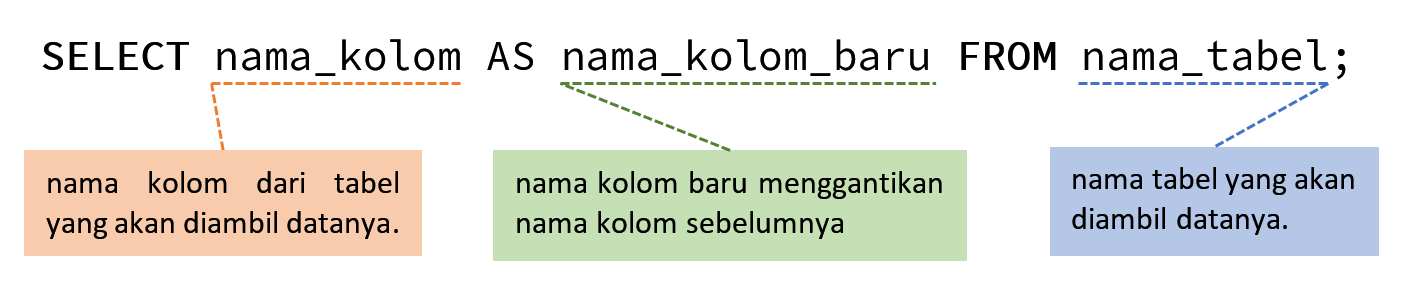 SELECT nama_kolom AS nama_kolom_baru FROM nama_tabel;
nama kolom dari tabel
yang akan diambil datanya.
nama kolom baru menggantikan
nama kolom sebelumnya
nama tabel yang akan
diambil datanya.